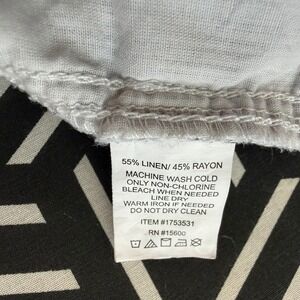 55% LINEN/ 45% RAYON
MACHINE WASH COLD
ONLY NON-CHLORINE
BLEACH WHEN NEEDED
LINE DRY
WARM IRON IF NEEDED
DO NOT DRY CLEAN
ITEM #1753531
RN #15600